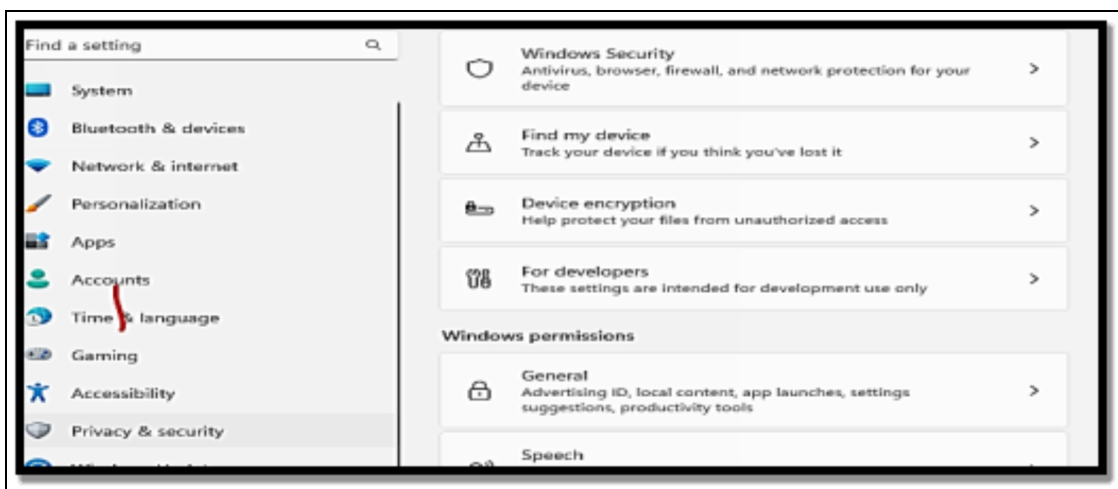 Find a setting
System
Bluetooth & devices
Network & internet
Personalization
Apps
Accounts
Time & language
Gaming
Accessibility
Privacy & security
Windows Security
Antivirus, browser, firewall, and network protection for your
device
Find my device
Track your device if you think you've lost it
Device encryption
Help protect your files from unauthorized access
For developers
These settings are intended for development use only
Windows permissions
General
Advertising ID, local content, app launches, settings
suggestions, productivity tools
Speech